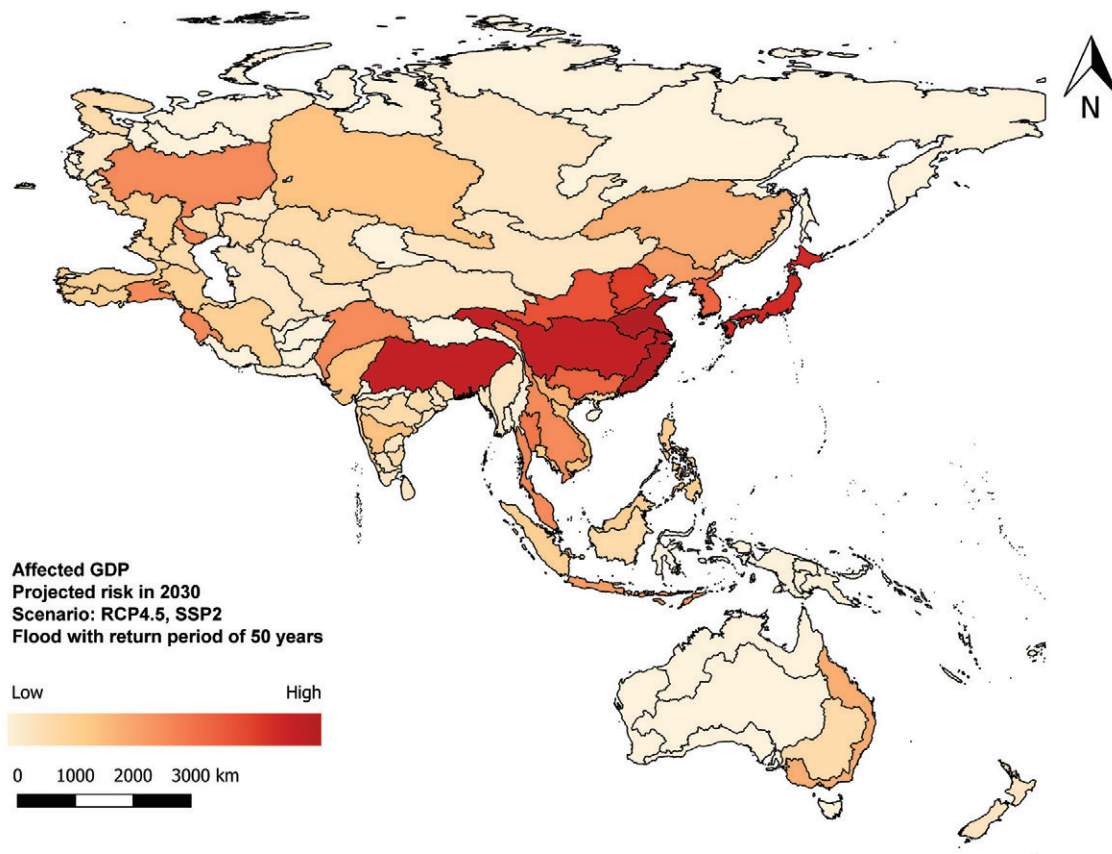 N
Affected GDP
Projected risk in 2030
Scenario: RCP4.5, SSP2
Flood with return period of 50 years
Low High
0 1000 2000 3000 km